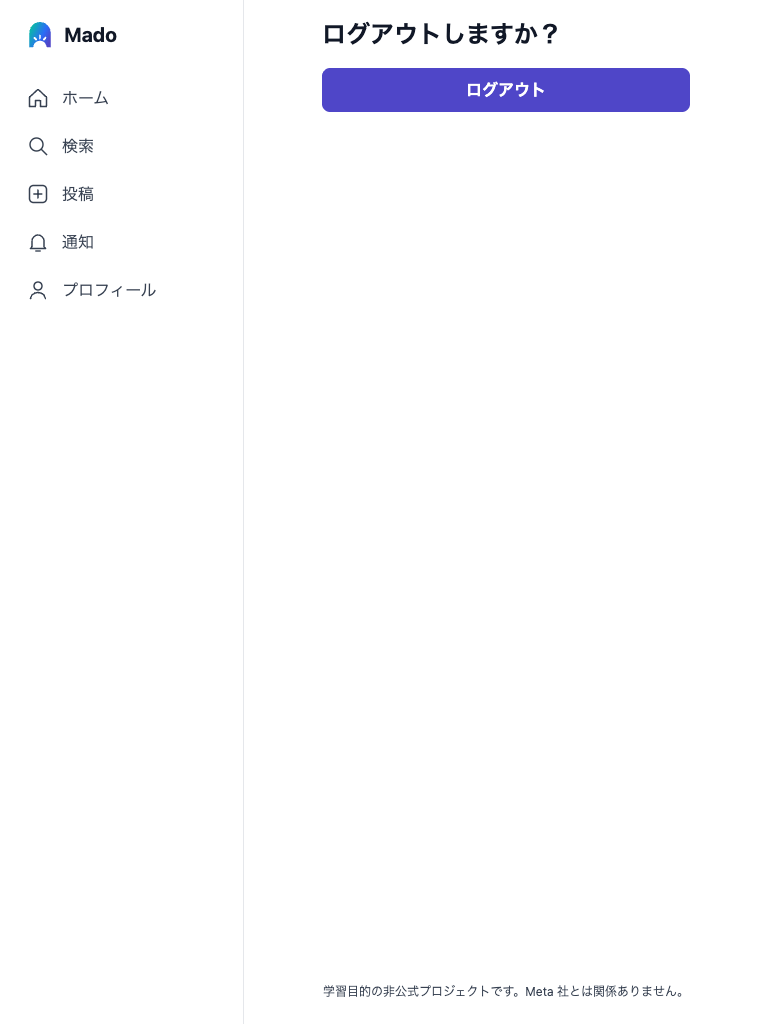 Mado
ホーム
検索
投稿
通知
プロフィール
ログアウトしますか？
ログアウト
学習目的の非公式プロジェクトです。Meta 社とは関係ありません。